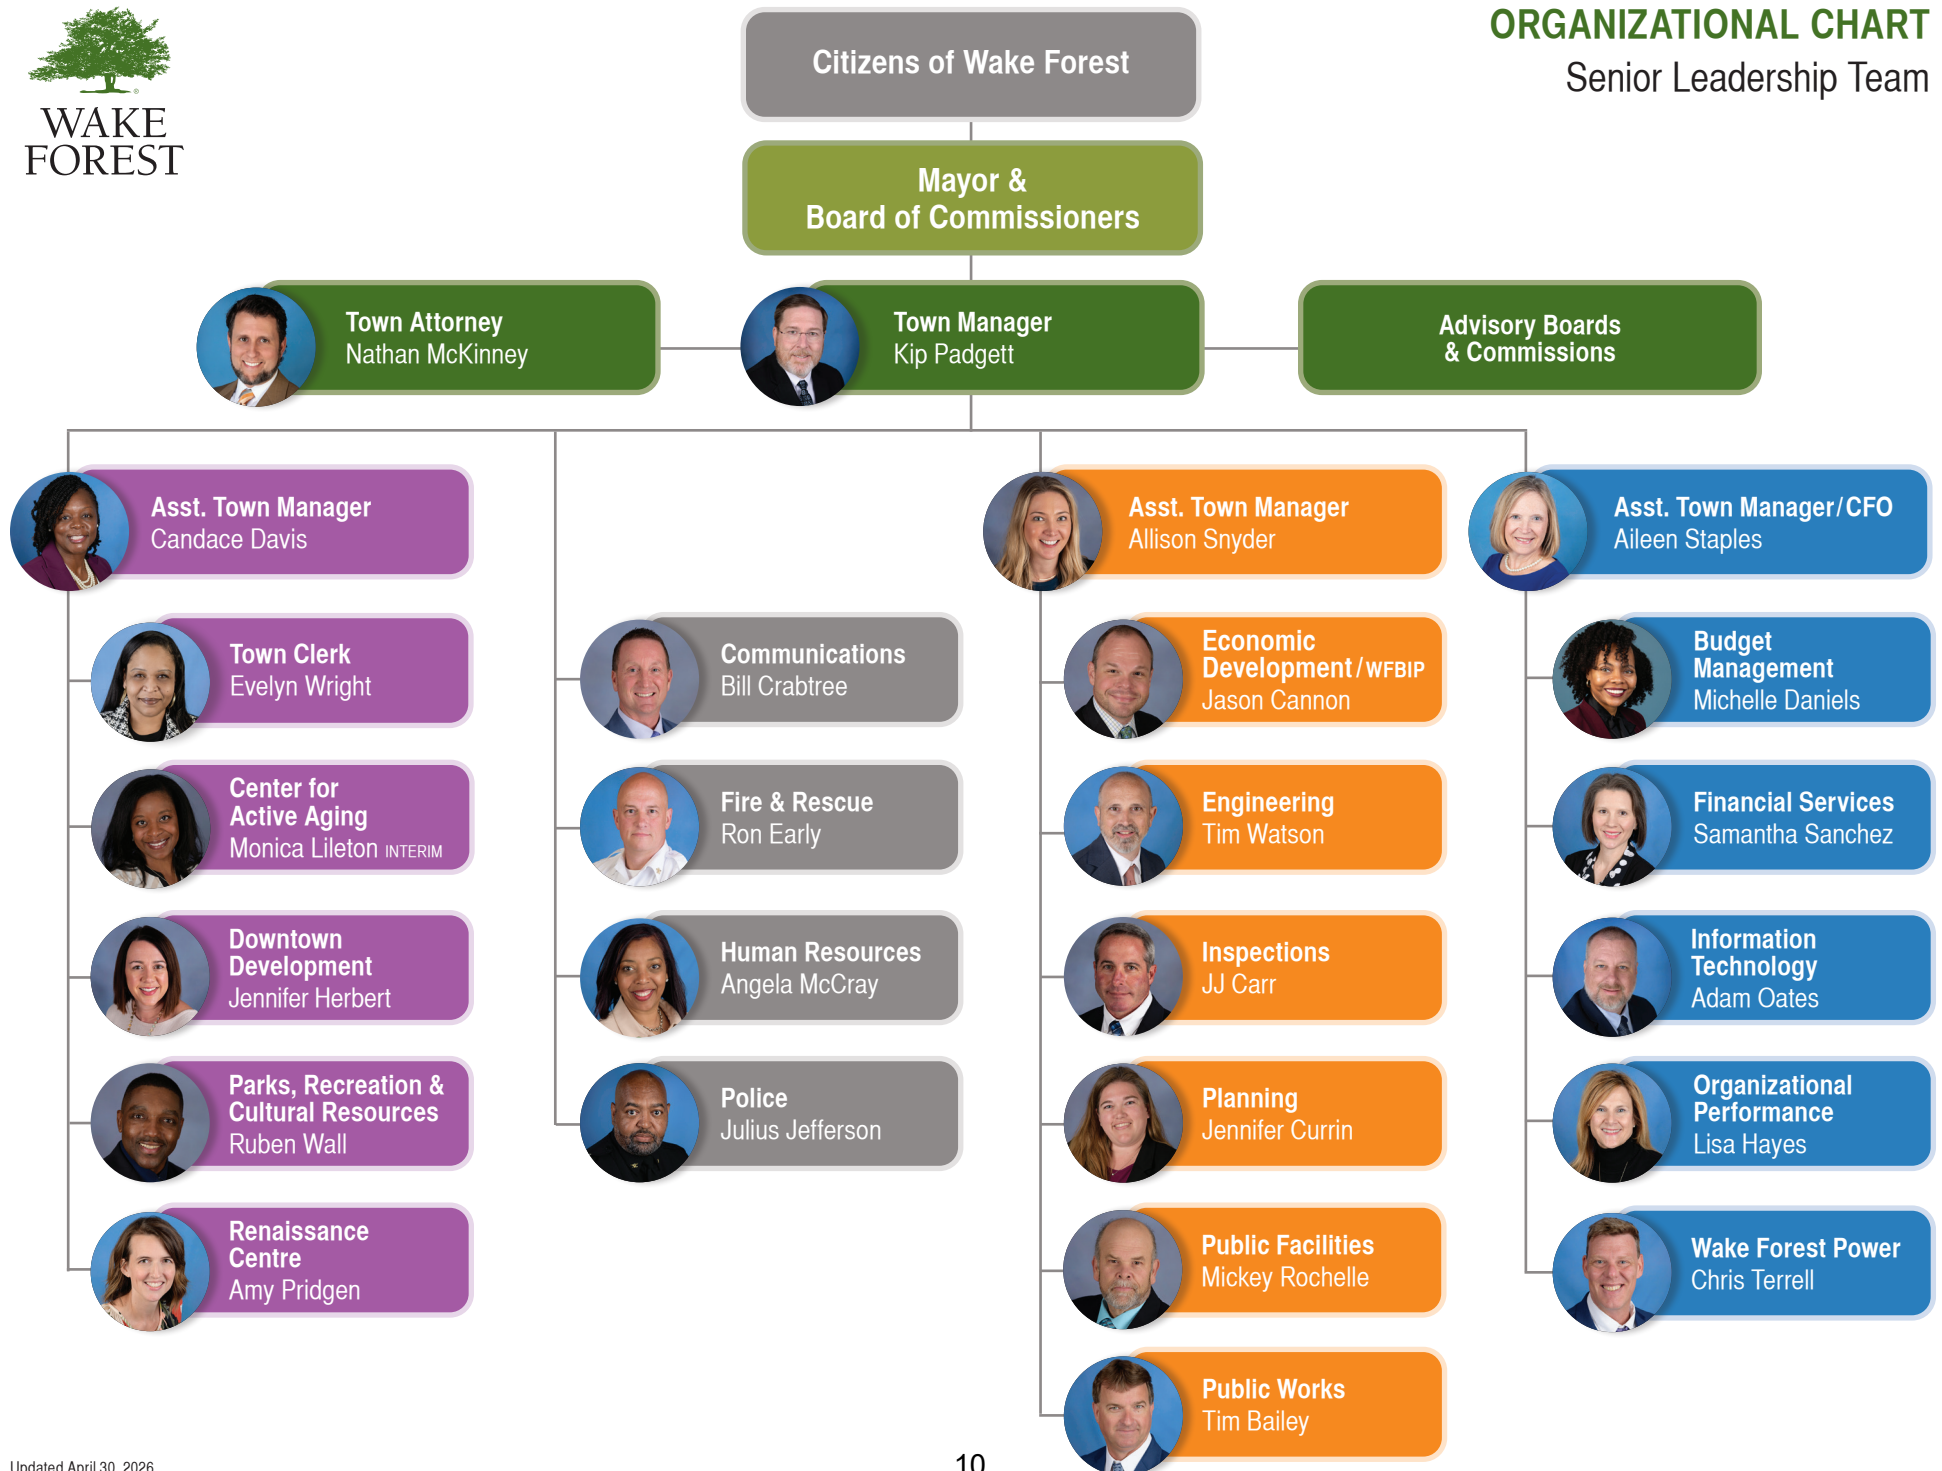 WAKE
FOREST
ORGANIZATIONAL CHART
Senior Leadership Team
Citizens of Wake Forest
Mayor &
Board of Commissioners
Town Attorney
Nathan McKinney
Town Manager
Kip Padgett
Advisory Boards
& Commissions
Asst. Town Manager
Candace Davis
Town Clerk
Evelyn Wright
Center for
Active Aging
Monica Lileton INTERIM
Downtown
Development
Jennifer Herbert
Parks, Recreation &
Cultural Resources
Ruben Wall
Renaissance
Centre
Amy Pridgen
Communications
Bill Crabtree
Fire & Rescue
Ron Early
Human Resources
Angela McCray
Police
Julius Jefferson
Asst. Town Manager
Allison Snyder
Economic
Development/WFBIP
Jason Cannon
Engineering
Tim Watson
Inspections
JJ Carr
Planning
Jennifer Currin
Public Facilities
Mickey Rochelle
Public Works
Tim Bailey
Asst. Town Manager/CFO
Aileen Staples
Budget
Management
Michelle Daniels
Financial Services
Samantha Sanchez
Information
Technology
Adam Oates
Organizational
Performance
Lisa Hayes
Wake Forest Power
Chris Terrell
Updated April 30, 2026
10